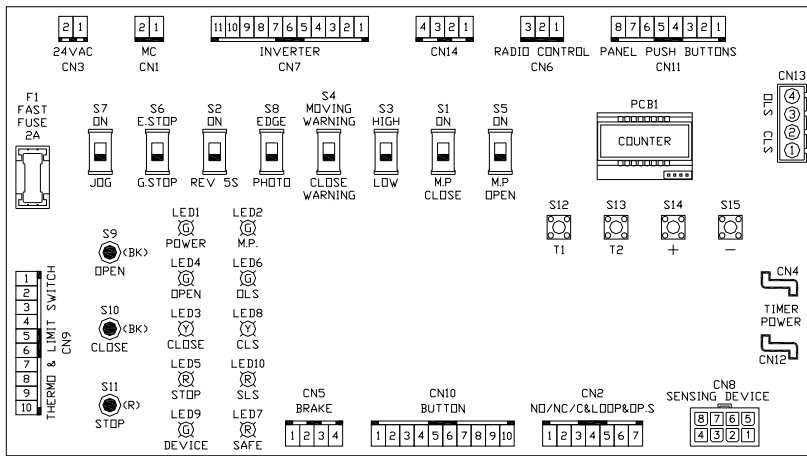 2 1
24VAC
CN3
2 1
MC
CN1
11 10 9 8 7 6 5 4 3 2 1
INVERTER
CN7
4 3 2 1
CN14
3 2 1
RADIO CONTROL
CN6
8 7 6 5 4 3 2 1
PANEL PUSH BUTTONS
CN11
CN13
OLS CLS
4
3
2
1
F1
FAST
FUSE
2A
S7
ON
JOG
S6
E.STOP
G.STOP
S2
ON
REV 5S
S8
EDGE
PHOTO
S4
MOVING
WARNING
CLOSE
WARNING
S3
HIGH
LOW
S1
ON
M.P
CLOSE
S5
ON
M.P
OPEN
PCB1
COUNTER
S12
T1
S13
T2
S14
+
S15
-
S9
(BK)
OPEN
S10
(BK)
CLOSE
S11
(R)
STOP
LED1
G
POWER
LED2
G
M.P.
LED4
G
OPEN
LED6
G
OLS
LED3
Y
CLOSE
LED8
Y
CLS
LED5
R
STOP
LED10
R
SLS
LED9
G
DEVICE
LED7
R
SAFE
1
2
3
4
5
6
7
8
9
10
THERMO & LIMIT SWITCH
CN9
CN5
BRAKE
1 2 3 4
CN10
BUTTON
1 2 3 4 5 6 7 8 9 10
CN2
NO/NC/C&LOOP&OP.S
1 2 3 4 5 6 7
CN4
TIMER
POWER
CN12
CN8
SENSING DEVICE
8 7 6 5
4 3 2 1